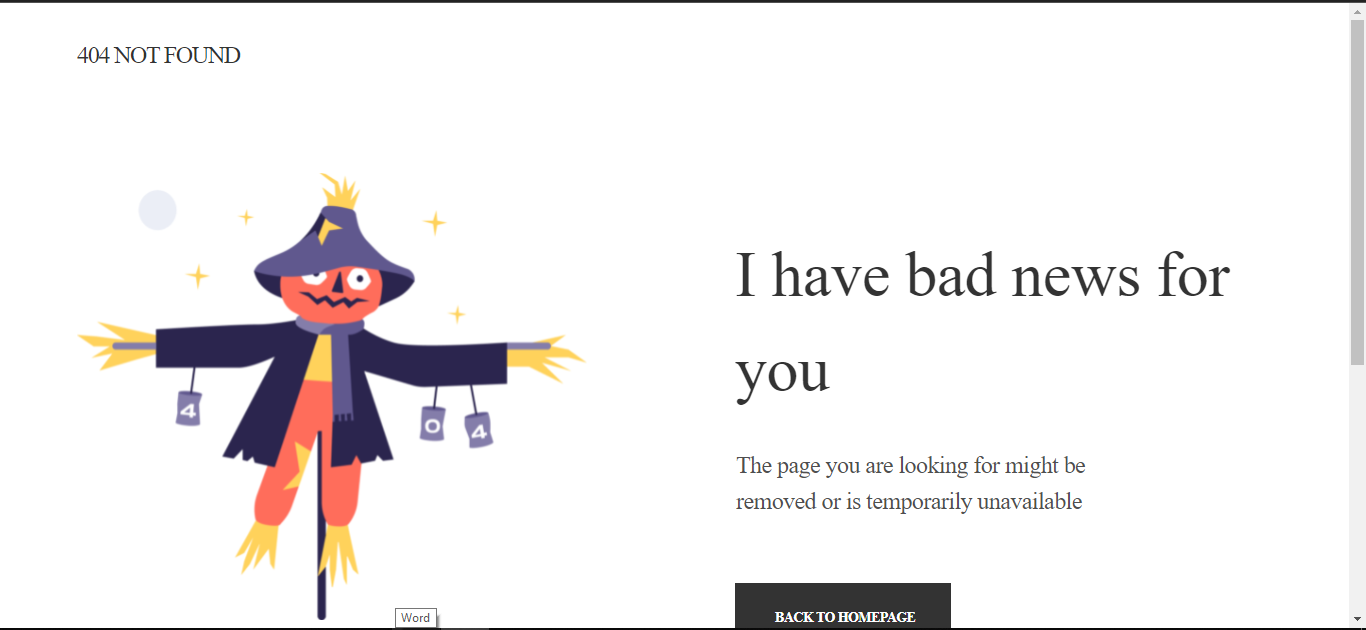 404 NOT FOUND
4
0
4
I have bad news for
you
The page you are looking for might be
removed or is temporarily unavailable
BACK TO HOMEPAGE
Word